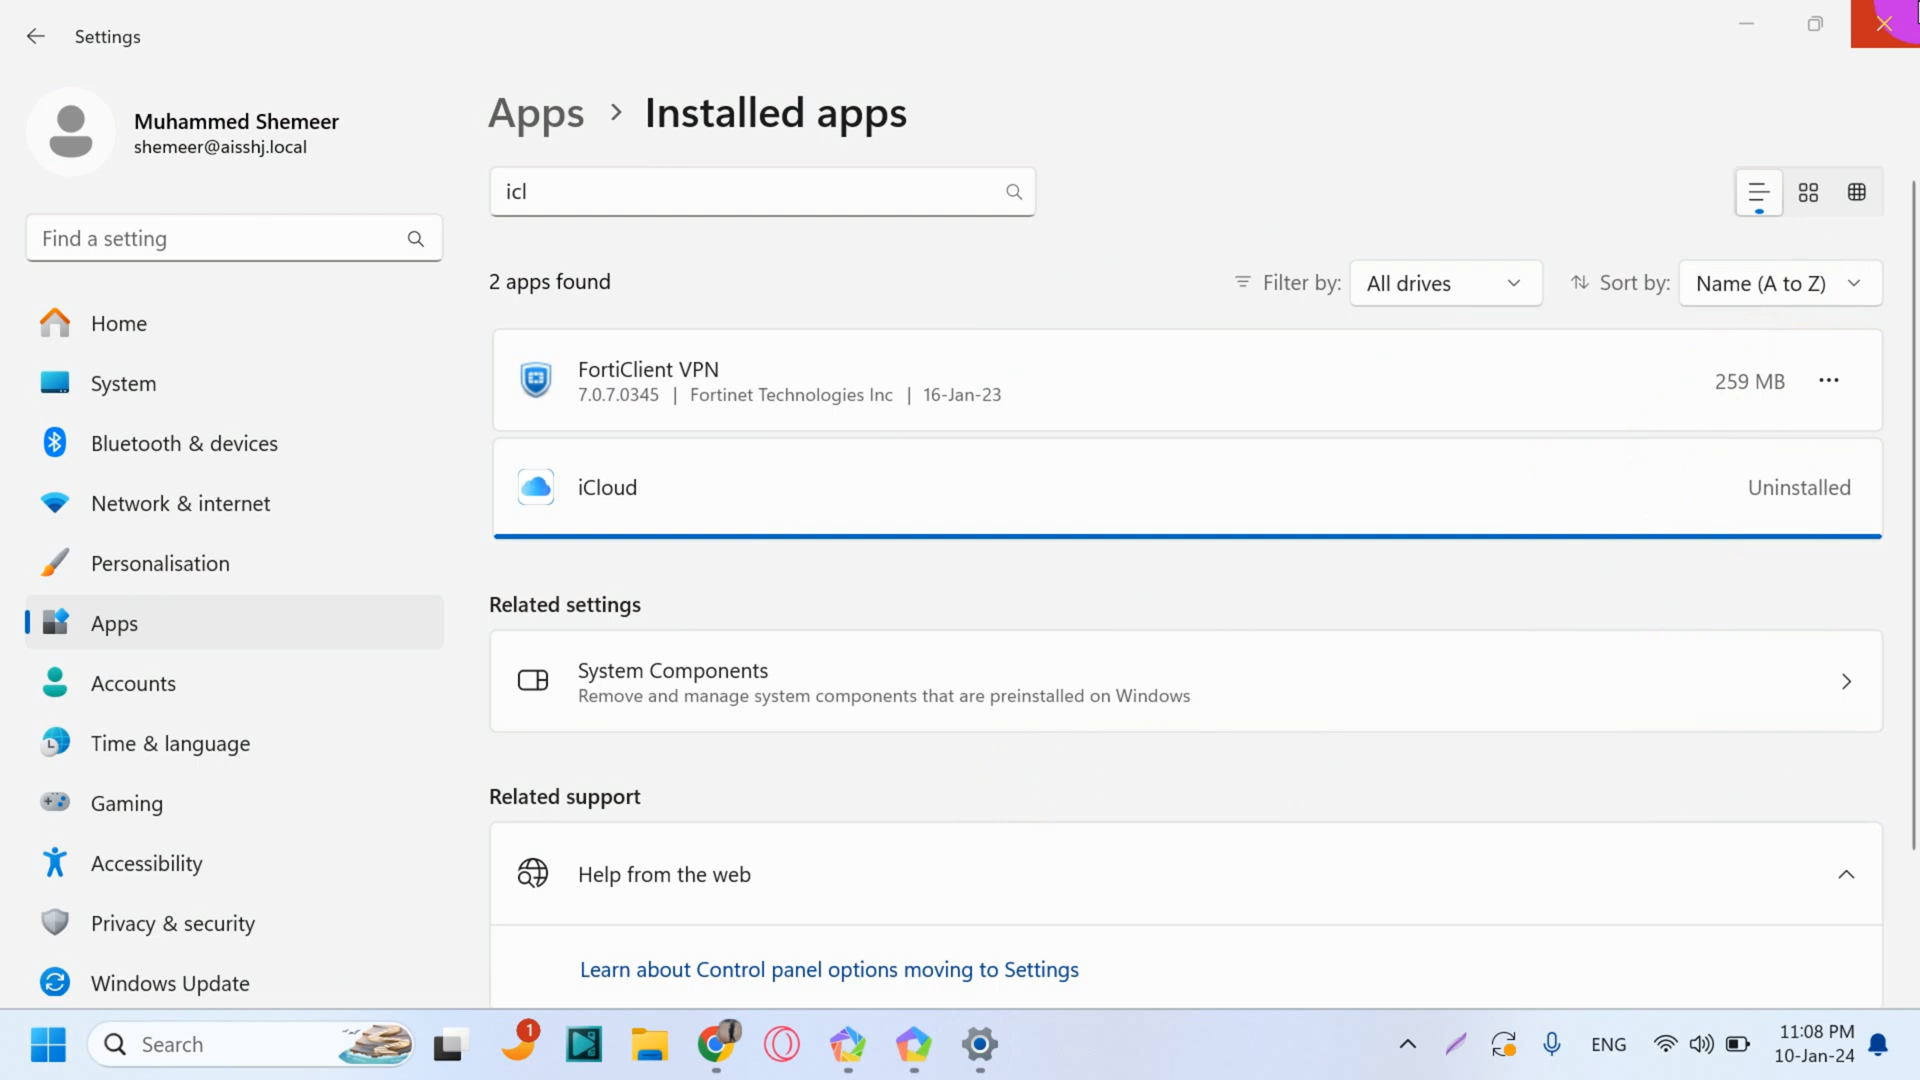 Settings
Muhammed Shemeer
shemeer@aisshj.local
Find a setting
Home
System
Bluetooth & devices
Network & internet
Personalisation
Apps
Accounts
Time & language
Gaming
Accessibility
Privacy & security
Windows Update
Apps > Installed apps
icl
2 apps found
Filter by: All drives
Sort by: Name (A to Z)
FortiClient VPN
7.0.7.0345 | Fortinet Technologies Inc | 16-Jan-23
259 MB
iCloud
Uninstalled
Related settings
System Components
Remove and manage system components that are preinstalled on Windows
Related support
Help from the web
Learn about Control panel options moving to Settings
Search
1
ENG
11:08 PM
10-Jan-24